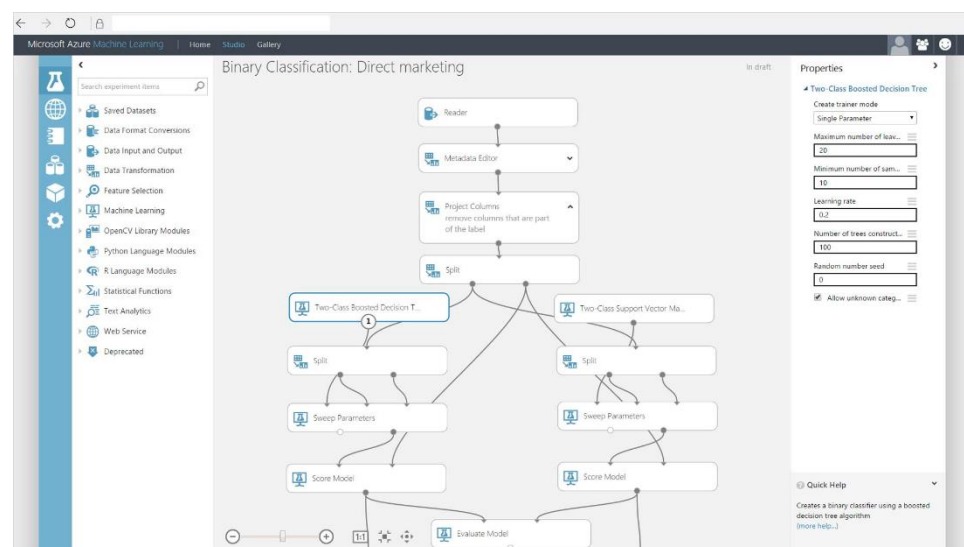 Microsoft Azure Machine Learning | Home Studio Gallery
Search experiment items
Saved Datasets
Data Format Conversions
Data Input and Output
Data Transformation
Feature Selection
Machine Learning
OpenCV Library Modules
Python Language Modules
R Language Modules
Statistical Functions
Text Analytics
Web Service
Deprecated
Binary Classification: Direct marketing
In draft
Reader
Metadata Editor
Project Columns
remove columns that are part
of the label
Split
Two-Class Boosted Decision T...
1
Two-Class Support Vector Ma...
Split
Split
Sweep Parameters
Sweep Parameters
Score Model
Score Model
Evaluate Model
1:1
Properties
Two-Class Boosted Decision Tree
Create trainer mode
Single Parameter
Maximum number of leav...
20
Minimum number of sam...
10
Learning rate
0.2
Number of trees construct...
100
Random number seed
0
Allow unknown categ...
Quick Help
Creates a binary classifier using a boosted
decision tree algorithm
(more help...)